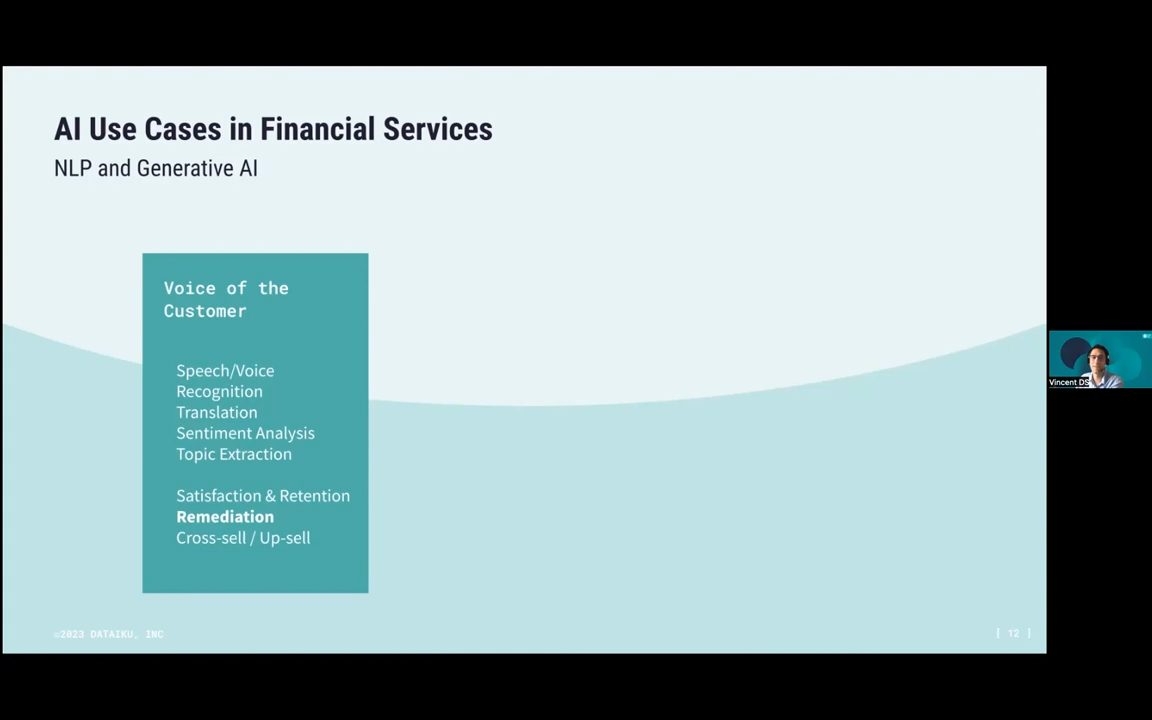 AI Use Cases in Financial Services
NLP and Generative AI
Voice of the
Customer
Speech/Voice
Recognition
Translation
Sentiment Analysis
Topic Extraction
Satisfaction & Retention
Remediation
Cross-sell / Up-sell
©2023 DATAIKU, INC
[ 12 ]
Vincent DS